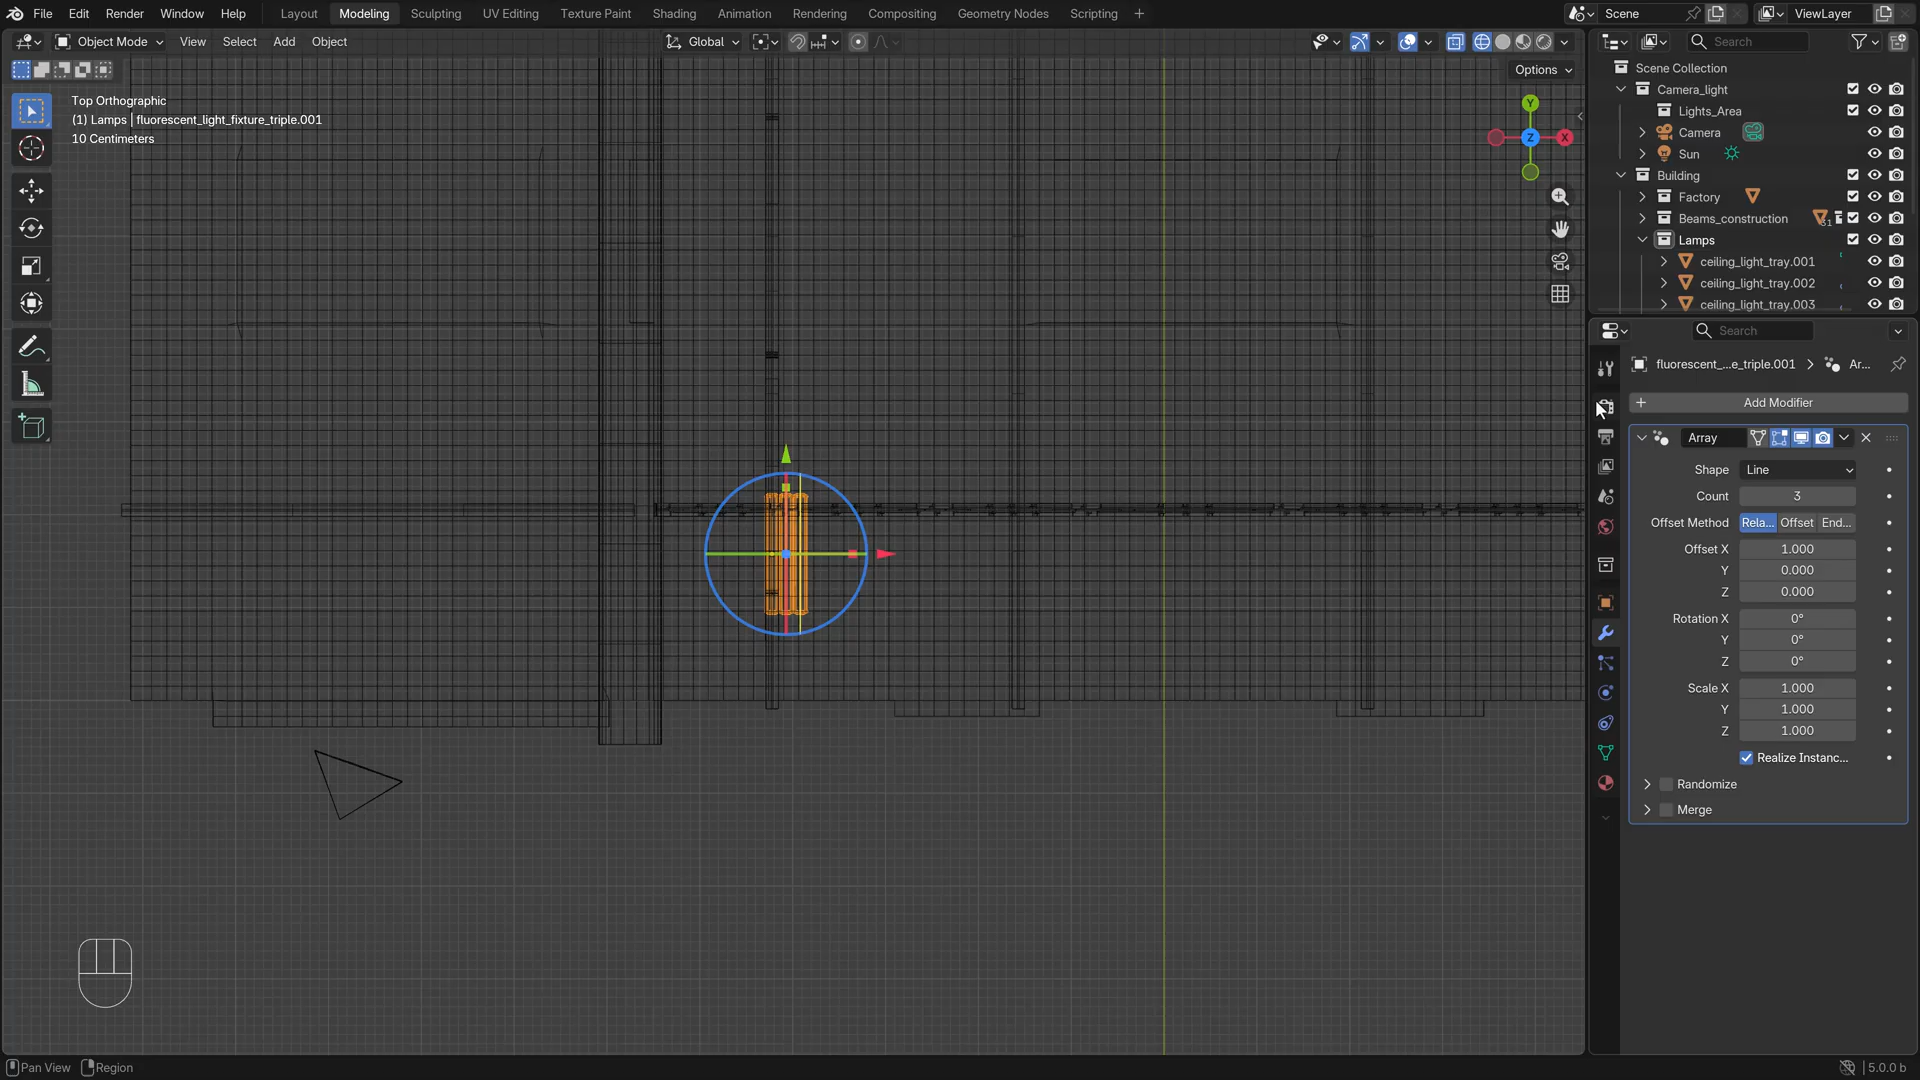 File Edit Render Window Help Layout Modeling Sculpting UV Editing Texture Paint Shading Animation Rendering Compositing Geometry Nodes Scripting Scene ViewLayer
Object Mode View Select Add Object Global Search
Options
Top Orthographic
(1) Lamps | fluorescent_light_fixture_triple.001
10 Centimeters
Y
Z
X
Scene Collection
Camera_light
Lights_Area
Camera
Sun
Building
Factory
Beams_construction
Lamps
ceiling_light_tray.001
ceiling_light_tray.002
ceiling_light_tray.003
Search
fluorescent_...e_triple.001 Ar...
Add Modifier
Array
Shape Line
Count 3
Offset Method Rela... Offset End...
Offset X 1.000
Y 0.000
Z 0.000
Rotation X 0°
Y 0°
Z 0°
Scale X 1.000
Y 1.000
Z 1.000
Realize Instanc...
Randomize
Merge
Pan View Region 5.0.0 b